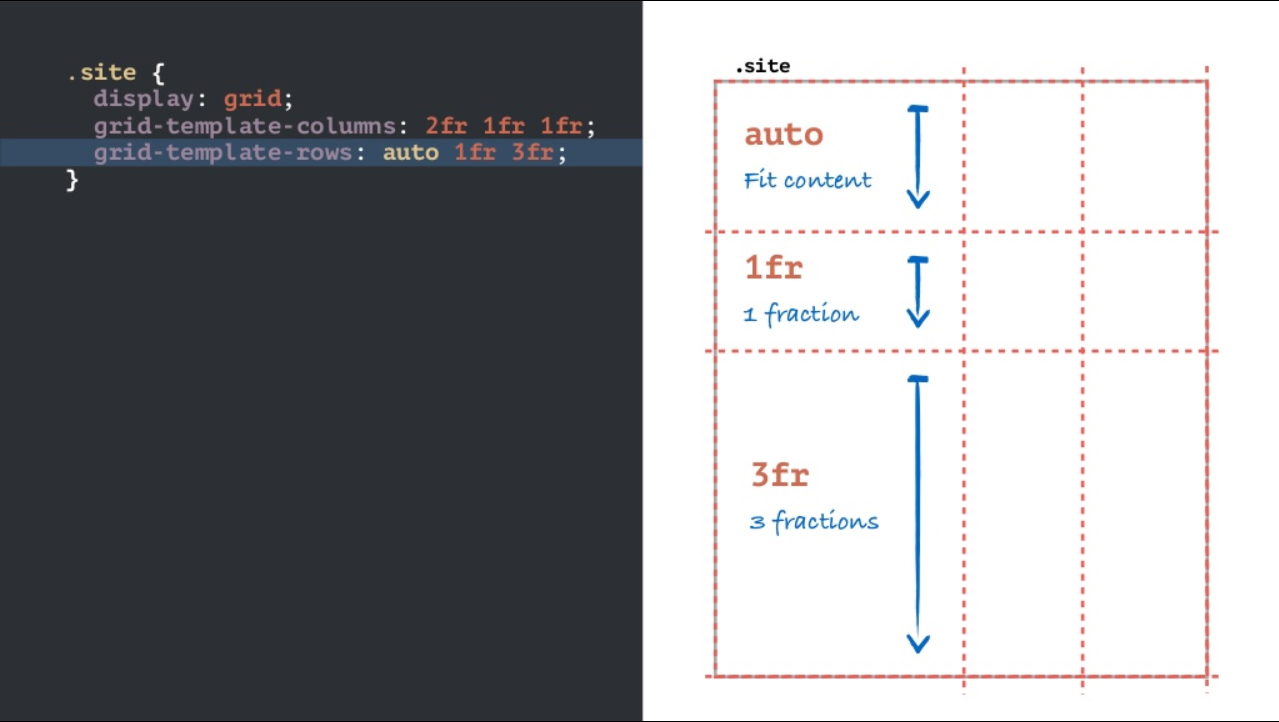 .site {
display: grid;
grid-template-columns: 2fr 1fr 1fr;
grid-template-rows: auto 1fr 3fr;
}
.site
auto
Fit content
1fr
1 fraction
3fr
3 fractions